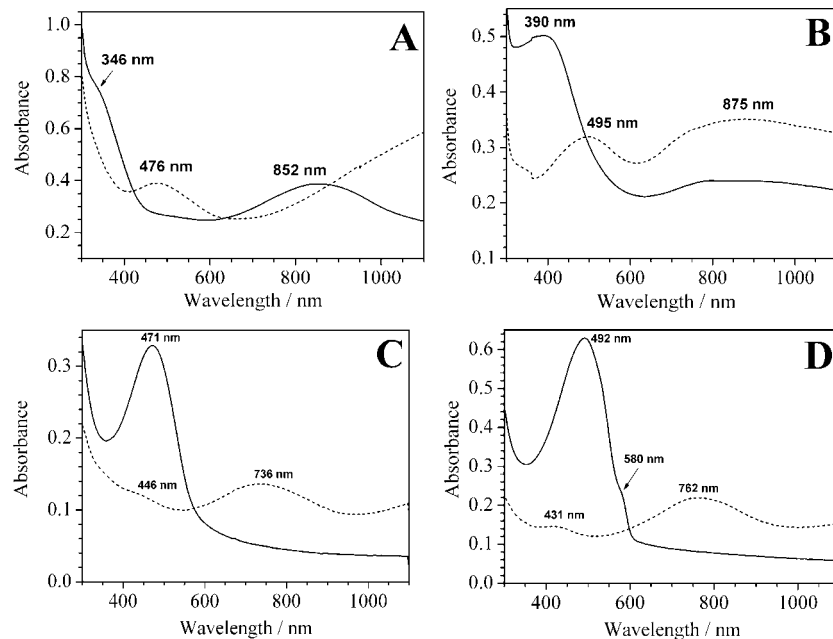 A
1.0
0.8
0.6
0.4
0.2
Absorbance
346 nm
476 nm
852 nm
400 600 800 1000
Wavelength / nm
B
0.5
0.4
0.3
0.2
0.1
Absorbance
390 nm
495 nm
875 nm
400 600 800 1000
Wavelength / nm
C
0.3
0.2
0.1
0.0
Absorbance
471 nm
446 nm
736 nm
400 600 800 1000
Wavelength / nm
D
0.6
0.5
0.4
0.3
0.2
0.1
0.0
Absorbance
492 nm
580 nm
762 nm
431 nm
400 600 800 1000
Wavelength / nm